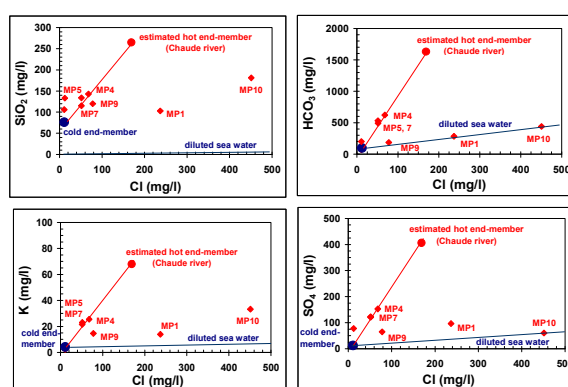 300
250
200
150
100
50
0
SiO2 (mg/l)
estimated hot end-member
(Chaude river)
MP5
MP4
MP7
MP9
MP1
MP10
cold end-member
diluted sea water
0 100 200 300 400 500
Cl (mg/l)
2000
1500
1000
500
0
HCO3 (mg/l)
estimated hot end-member
(Chaude river)
MP4
MP5, 7
MP9
MP1
MP10
diluted sea water
0 100 200 300 400 500
Cl (mg/l)
100
80
60
40
20
0
K (mg/l)
estimated hot end-member
(Chaude river)
MP5
MP7
MP4
MP9
MP1
MP10
cold end-
member
diluted sea water
0 100 200 300 400 500
Cl (mg/l)
500
400
300
200
100
0
SO4 (mg/l)
estimated hot end-member
(Chaude river)
MP4
MP7
MP9
MP1
MP10
cold end-
member
diluted sea water
0 100 200 300 400 500
Cl (mg/l)